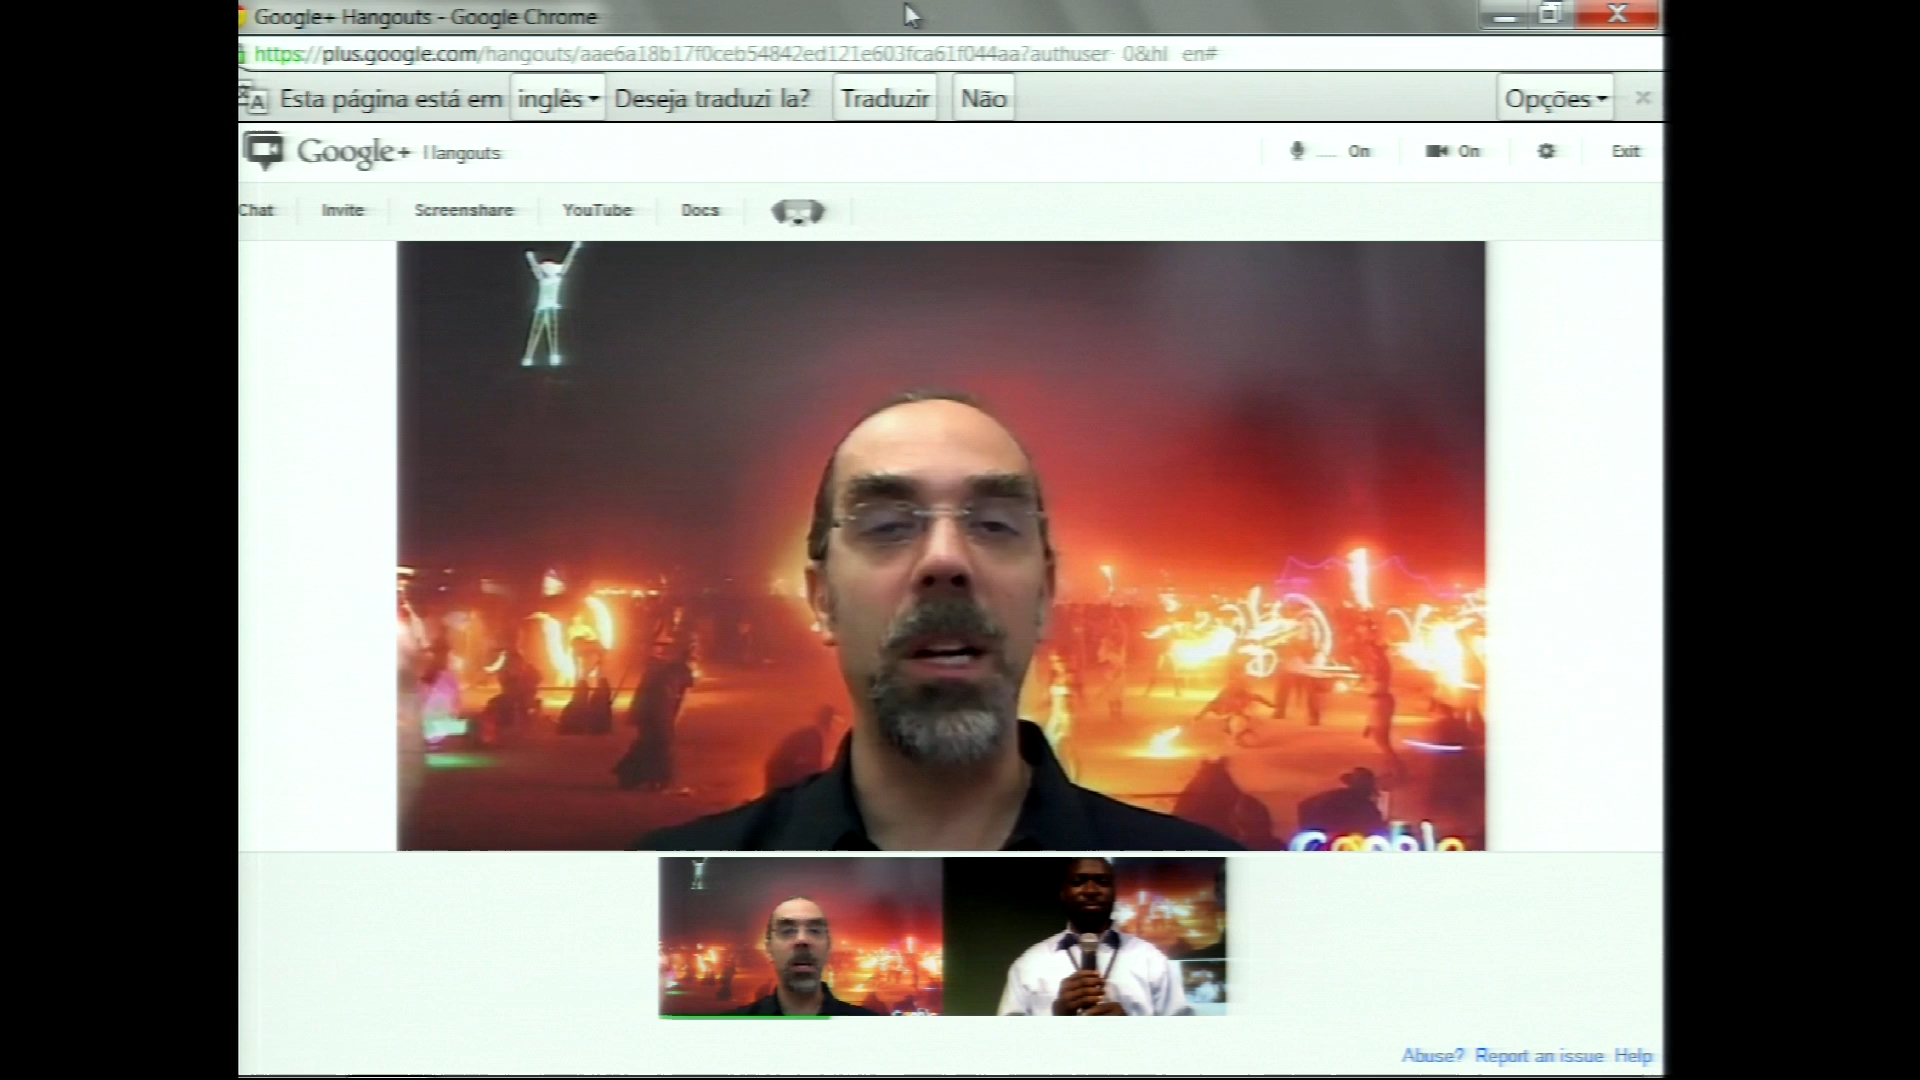 Google+ Hangouts - Google Chrome
https://plus.google.com/hangouts/aae6a18b17f0ceb54842ed121e603fca61f044aa?authuser 0&hl en#
Esta página está em inglês Deseja traduzi la? Traduzir Não Opções
Google+ Hangouts On On Exit
Chat Invite Screenshare YouTube Docs
Google
Abuse? Report an issue Help